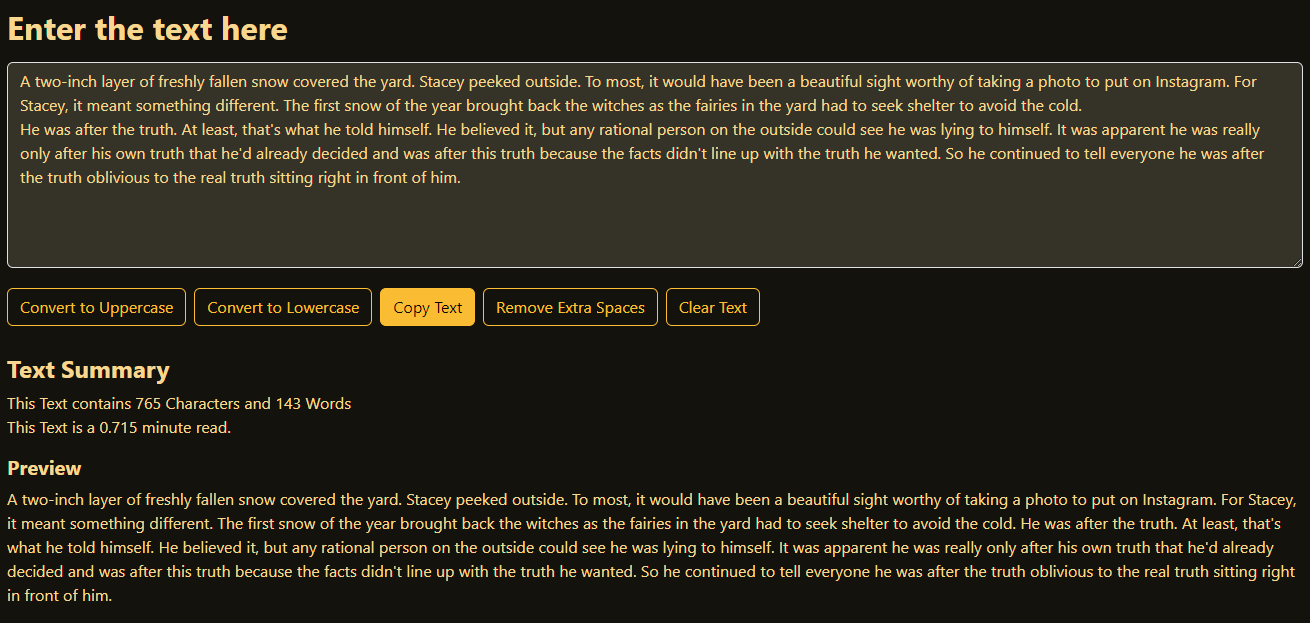 Enter the text here
A two-inch layer of freshly fallen snow covered the yard. Stacey peeked outside. To most, it would have been a beautiful sight worthy of taking a photo to put on Instagram. For
Stacey, it meant something different. The first snow of the year brought back the witches as the fairies in the yard had to seek shelter to avoid the cold.
He was after the truth. At least, that's what he told himself. He believed it, but any rational person on the outside could see he was lying to himself. It was apparent he was really
only after his own truth that he'd already decided and was after this truth because the facts didn't line up with the truth he wanted. So he continued to tell everyone he was after
the truth oblivious to the real truth sitting right in front of him.
Convert to Uppercase Convert to Lowercase Copy Text Remove Extra Spaces Clear Text
Text Summary
This Text contains 765 Characters and 143 Words
This Text is a 0.715 minute read.
Preview
A two-inch layer of freshly fallen snow covered the yard. Stacey peeked outside. To most, it would have been a beautiful sight worthy of taking a photo to put on Instagram. For Stacey,
it meant something different. The first snow of the year brought back the witches as the fairies in the yard had to seek shelter to avoid the cold. He was after the truth. At least, that's
what he told himself. He believed it, but any rational person on the outside could see he was lying to himself. It was apparent he was really only after his own truth that he'd already
decided and was after this truth because the facts didn't line up with the truth he wanted. So he continued to tell everyone he was after the truth oblivious to the real truth sitting right
in front of him.